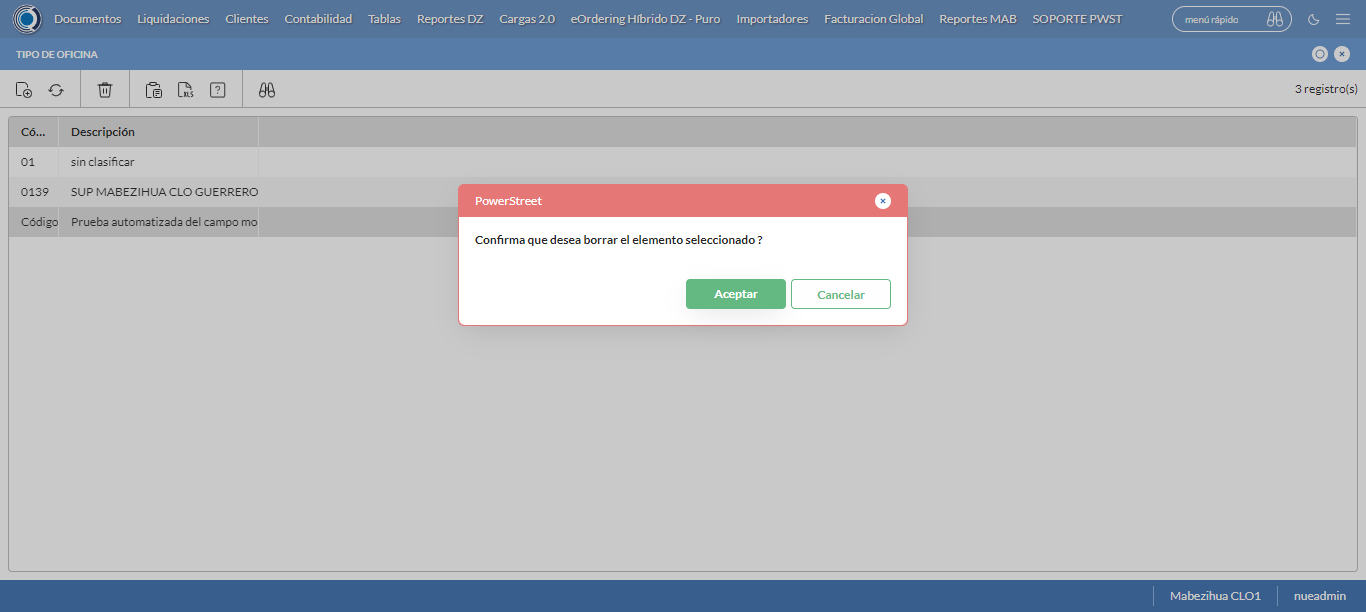 Documentos Liquidaciones Clientes Contabilidad Tablas Reportes DZ Cargas 2.0 eOrdering Híbrido DZ - Puro Importadores Facturacion Global Reportes MAB SOPORTE PWST menú rápido
TIPO DE OFICINA
XLS ? 3 registro(s)
Có... Descripción
01 sin clasificar
0139 SUP MABEZIHUA CLO GUERRERO
Código Prueba automatizada del campo mo
PowerStreet
Confirma que desea borrar el elemento seleccionado ?
Aceptar Cancelar
Mabezihua CLO1 nueadmin